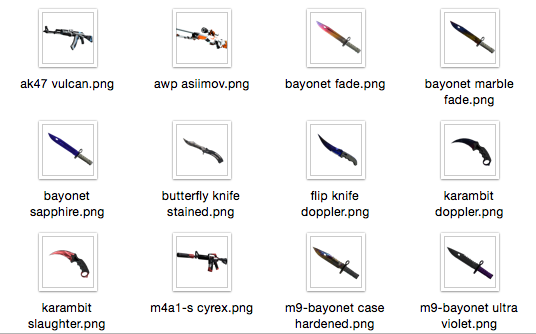 ak47 vulcan.png
awp asiimov.png
bayonet fade.png
bayonet marble
fade.png
bayonet
sapphire.png
butterfly knife
stained.png
flip knife
doppler.png
karambit
doppler.png
karambit
slaughter.png
m4a1-s cyrex.png
m9-bayonet case
hardened.png
m9-bayonet ultra
violet.png